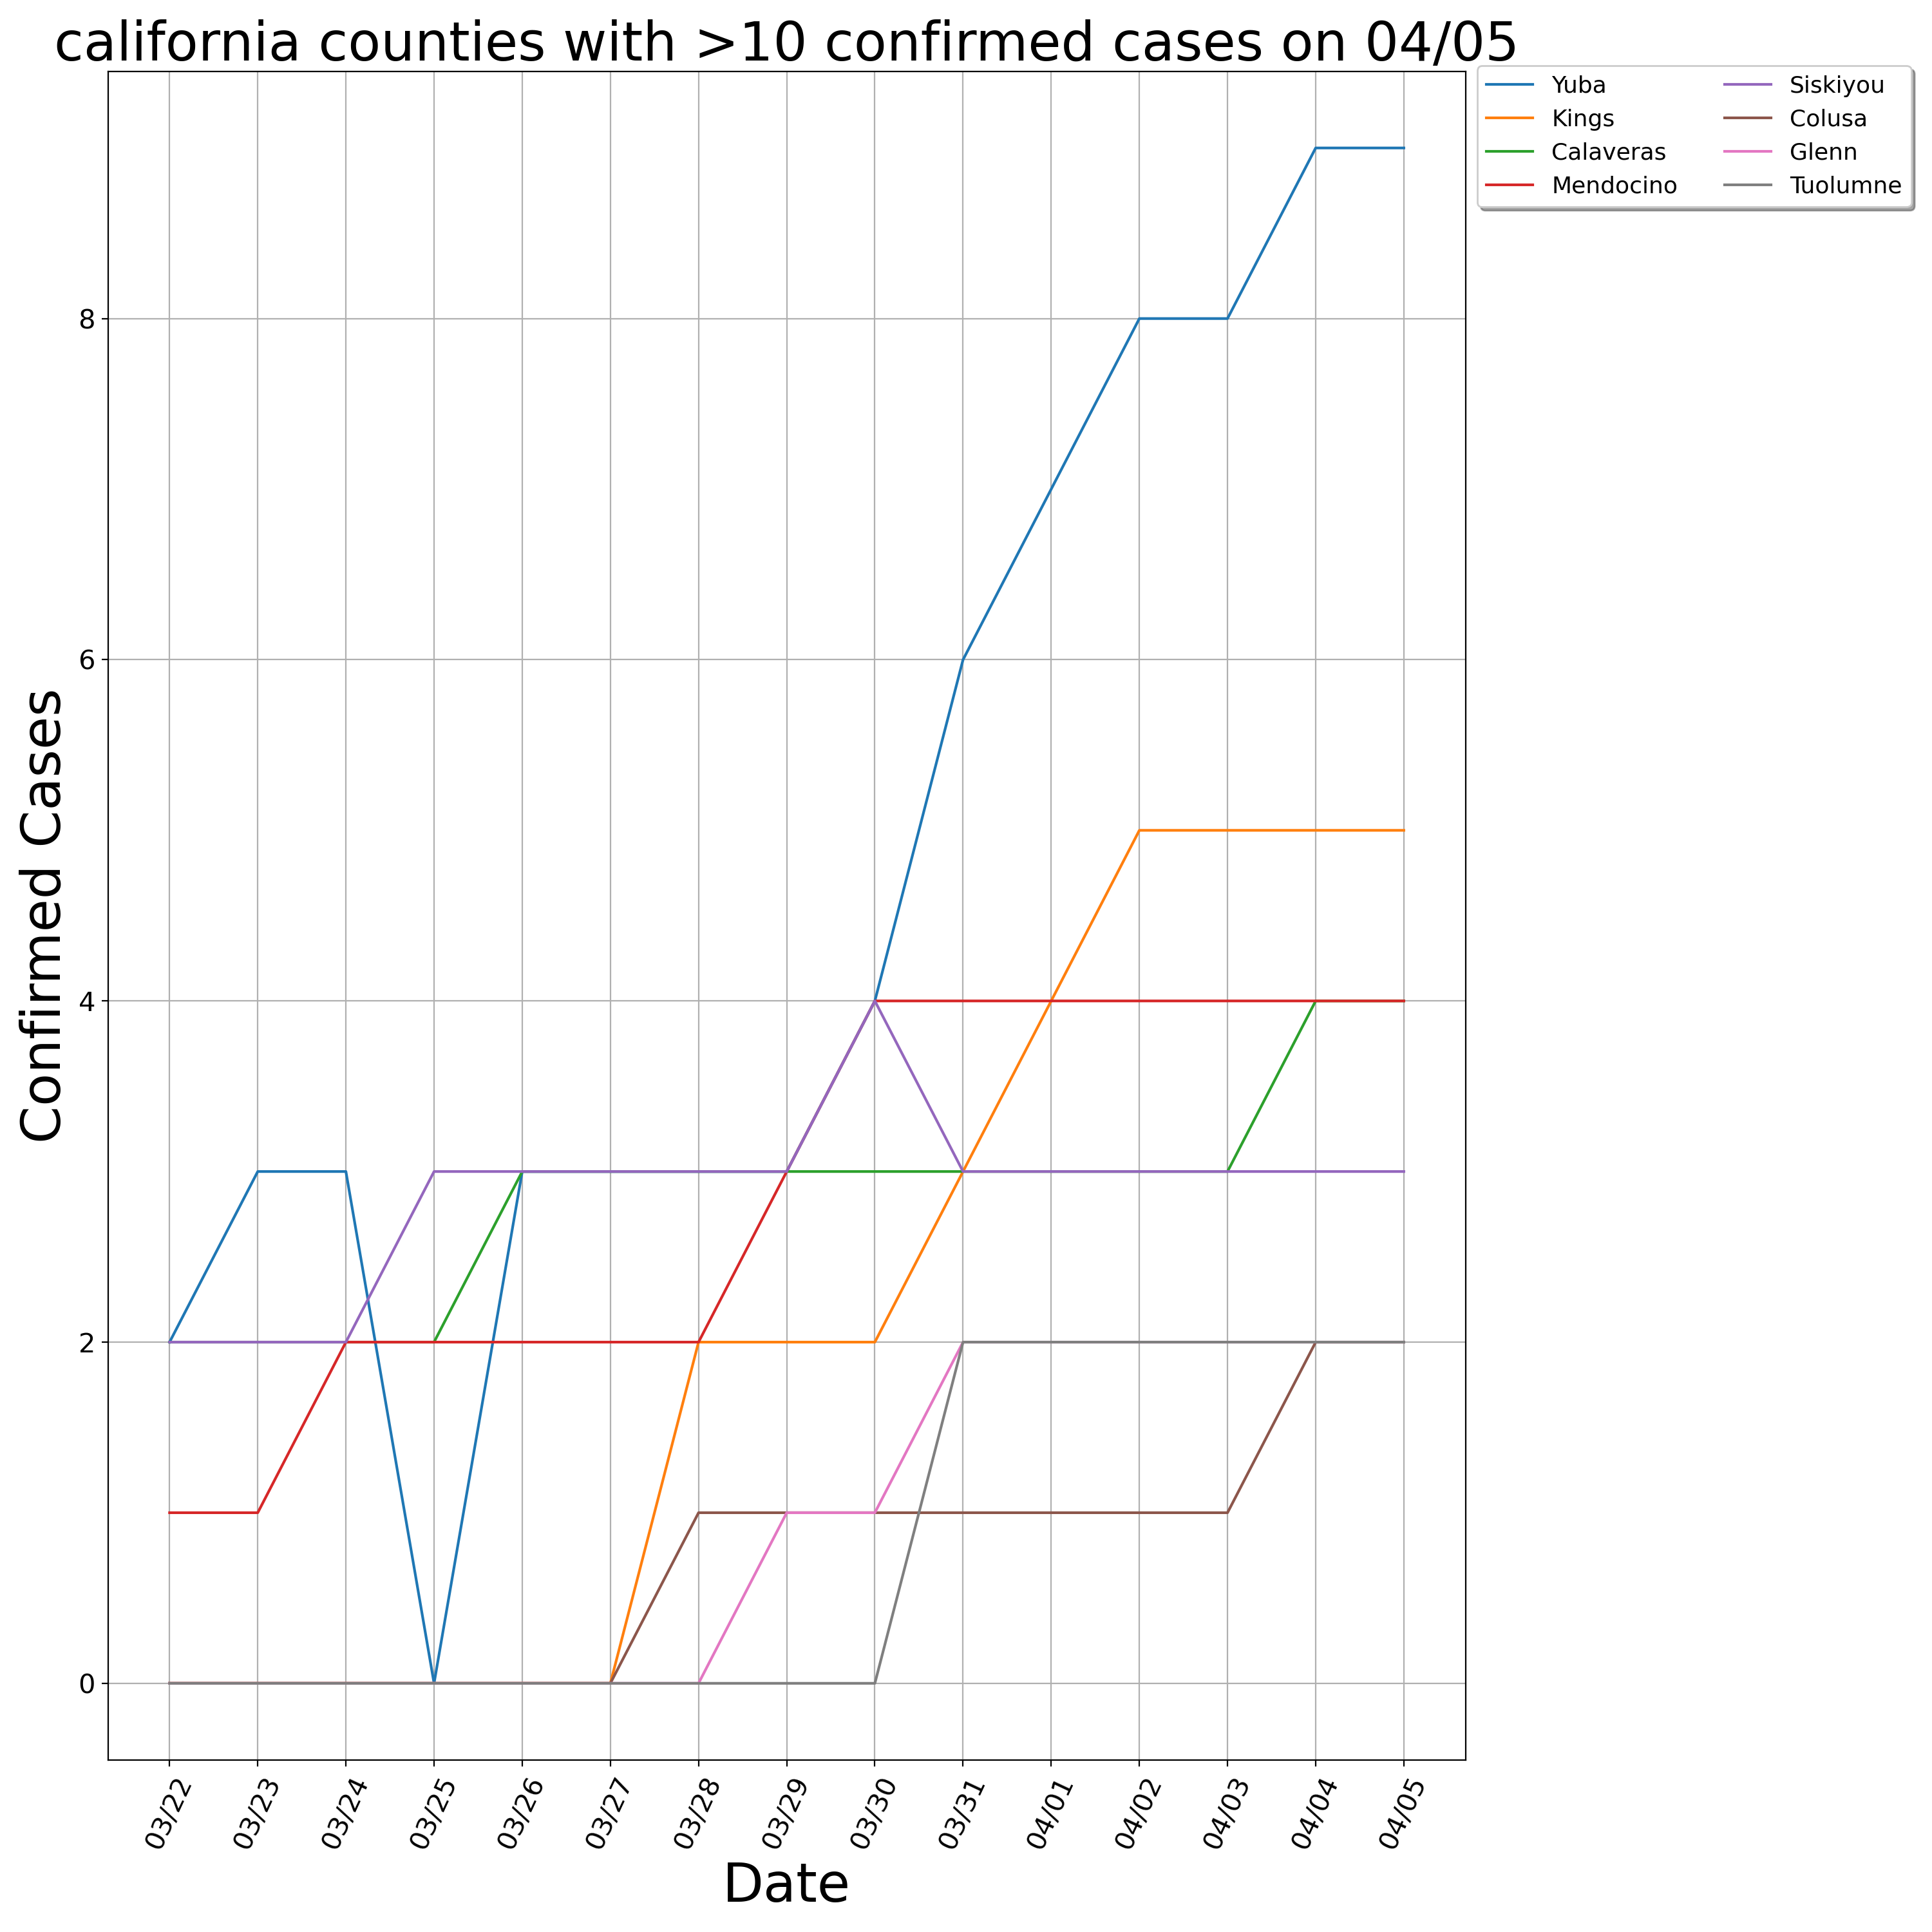 california counties with >10 confirmed cases on 04/05
Yuba
Kings
Calaveras
Mendocino
Siskiyou
Colusa
Glenn
Tuolumne
Confirmed Cases
8
6
4
2
0
03/22
03/23
03/24
03/25
03/26
03/27
03/28
03/29
03/30
03/31
04/01
04/02
04/03
04/04
04/05
Date